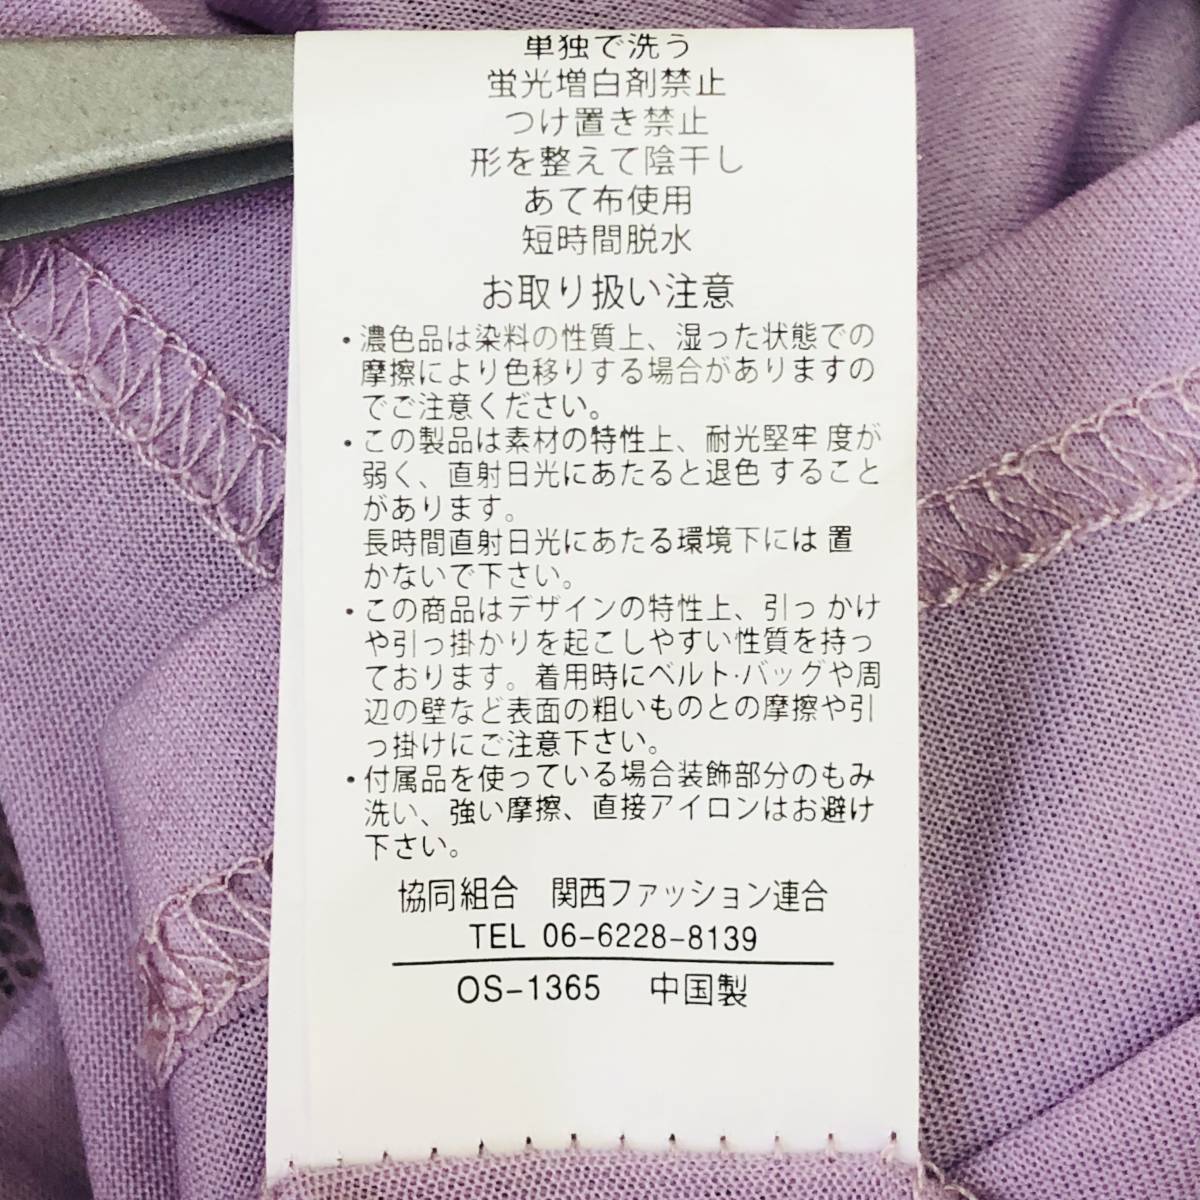 単独で洗う
蛍光増白剤禁止
つけ置き禁止
形を整えて陰干し
あて布使用
短時間脱水
お取り扱い注意
・濃色品は染料の性質上、湿った状態での
摩擦により色移りする場合がありますの
でご注意ください。
・この製品は素材の特性上、耐光堅牢 度が
弱く、直射日光にあたると退色 すること
があります。
長時間直射日光にあたる環境下には 置
かないで下さい。
・この商品はデザインの特性上、引っ かけ
や引っ掛かりを起こしやすい性質を持っ
ております。着用時にベルト・バッグや周
辺の壁など表面の粗いものとの摩擦や引
っ掛けにご注意下さい。
・付属品を使っている場合装飾部分のもみ
洗い、強い摩擦、直接アイロンはお避け
下さい。
協同組合 関西ファッション連合
TEL 06-6228-8139
OS-1365 中国製